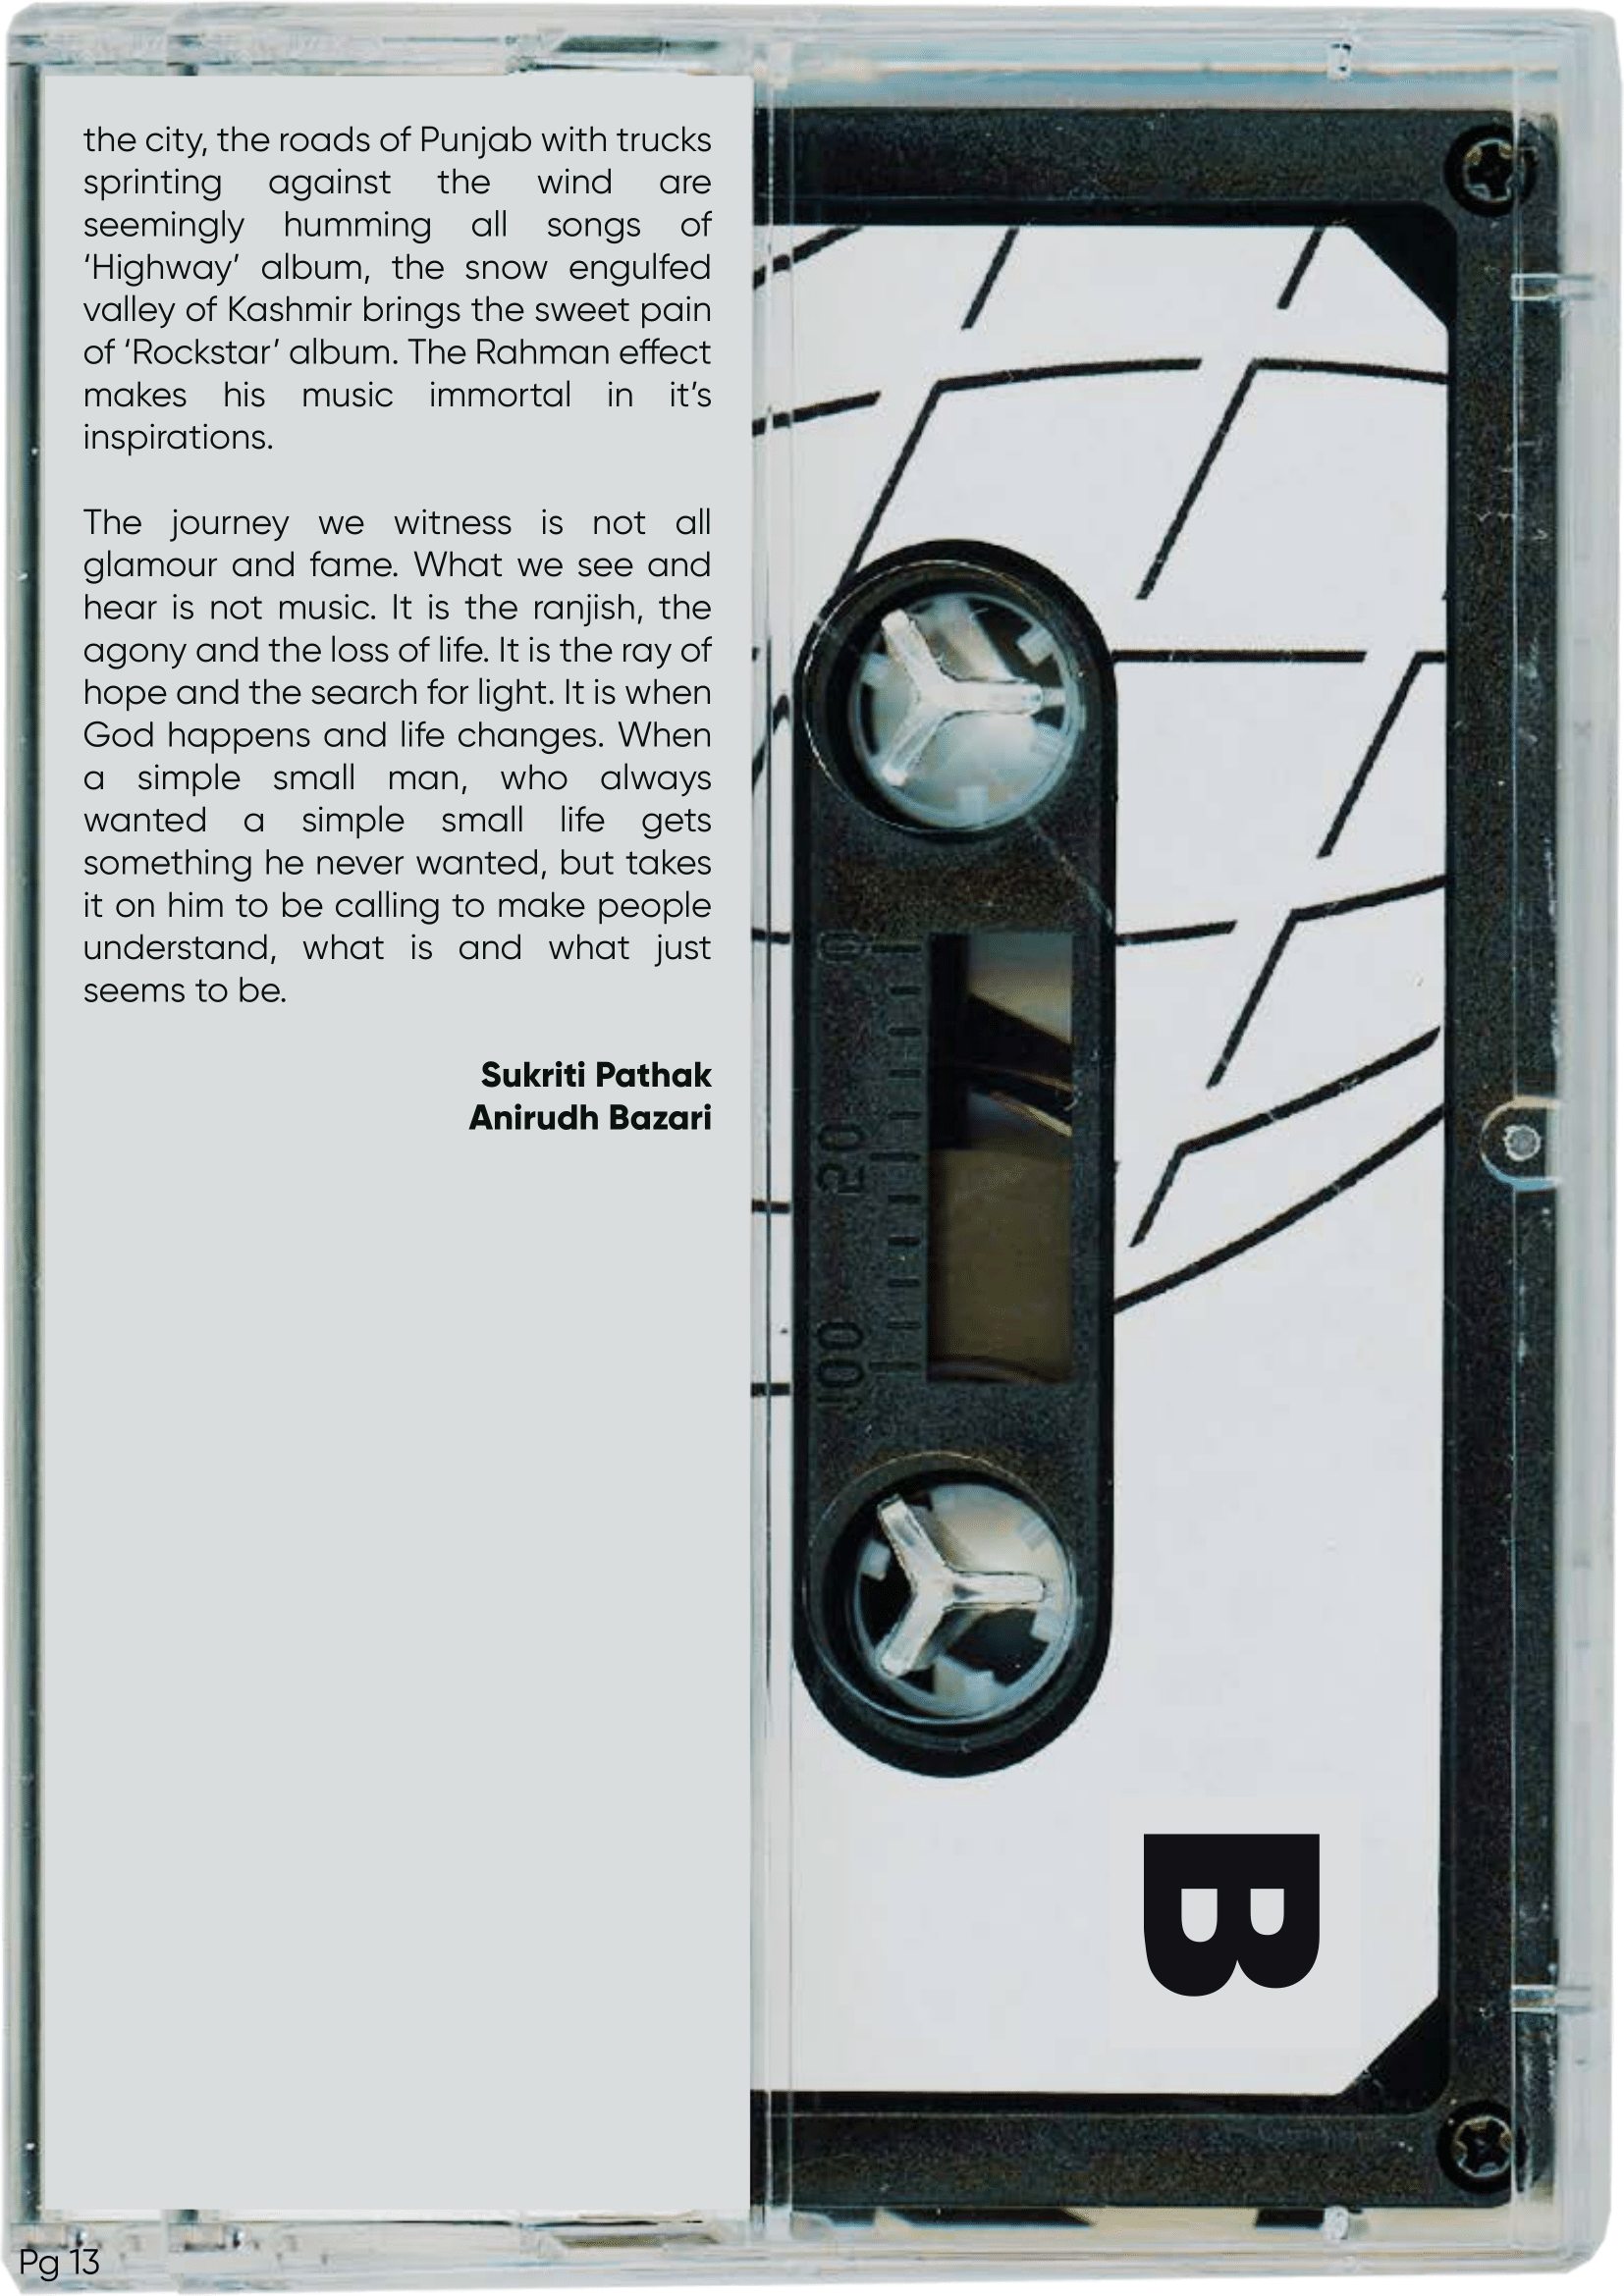 the city, the roads of Punjab with trucks
sprinting against the wind are
seemingly humming all songs of
‘Highway’ album, the snow engulfed
valley of Kashmir brings the sweet pain
of ‘Rockstar’ album. The Rahman effect
makes his music immortal in it’s
inspirations.
The journey we witness is not all
glamour and fame. What we see and
hear is not music. It is the ranjish, the
agony and the loss of life. It is the ray of
hope and the search for light. It is when
God happens and life changes. When
a simple small man, who always
wanted a simple small life gets
something he never wanted, but takes
it on him to be calling to make people
understand, what is and what just
seems to be.
Sukriti Pathak
Anirudh Bazari
0
50
100
B
Pg 13